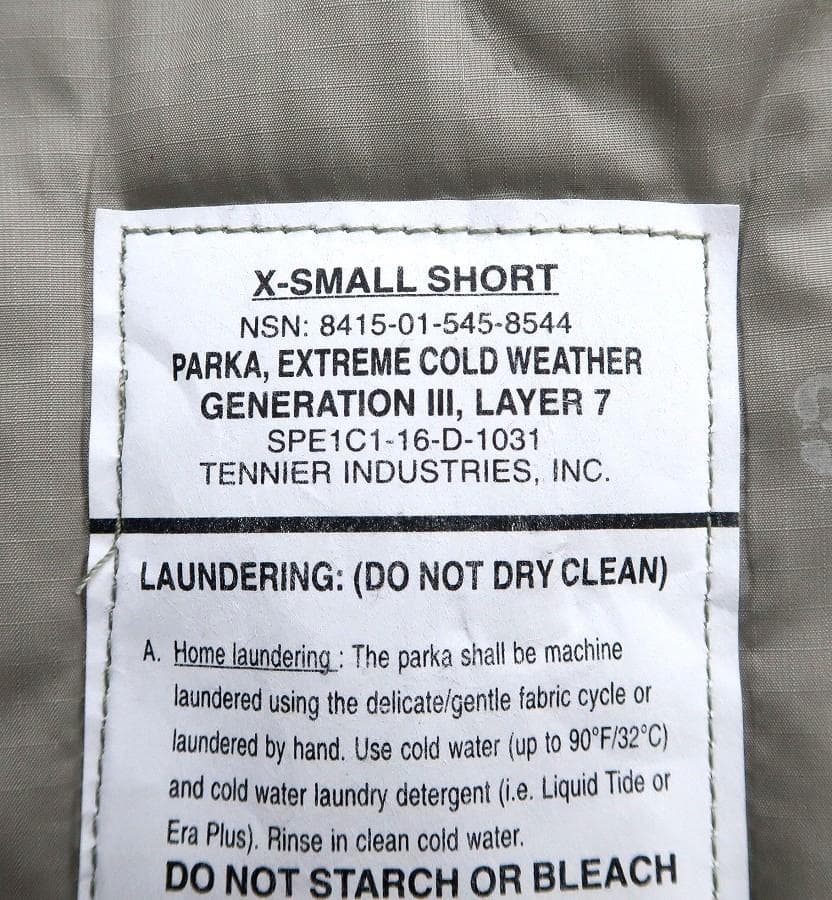 X-SMALL SHORT
NSN: 8415-01-545-8544
PARKA, EXTREME COLD WEATHER
GENERATION III, LAYER 7
SPE1C1-16-D-1031
TENNIER INDUSTRIES, INC.
LAUNDERING: (DO NOT DRY CLEAN)
A. Home laundering : The parka shall be machine
laundered using the delicate/gentle fabric cycle or
laundered by hand. Use cold water (up to 90°F/32°C)
and cold water laundry detergent (i.e. Liquid Tide or
Era Plus). Rinse in clean cold water.
DO NOT STARCH OR BLEACH